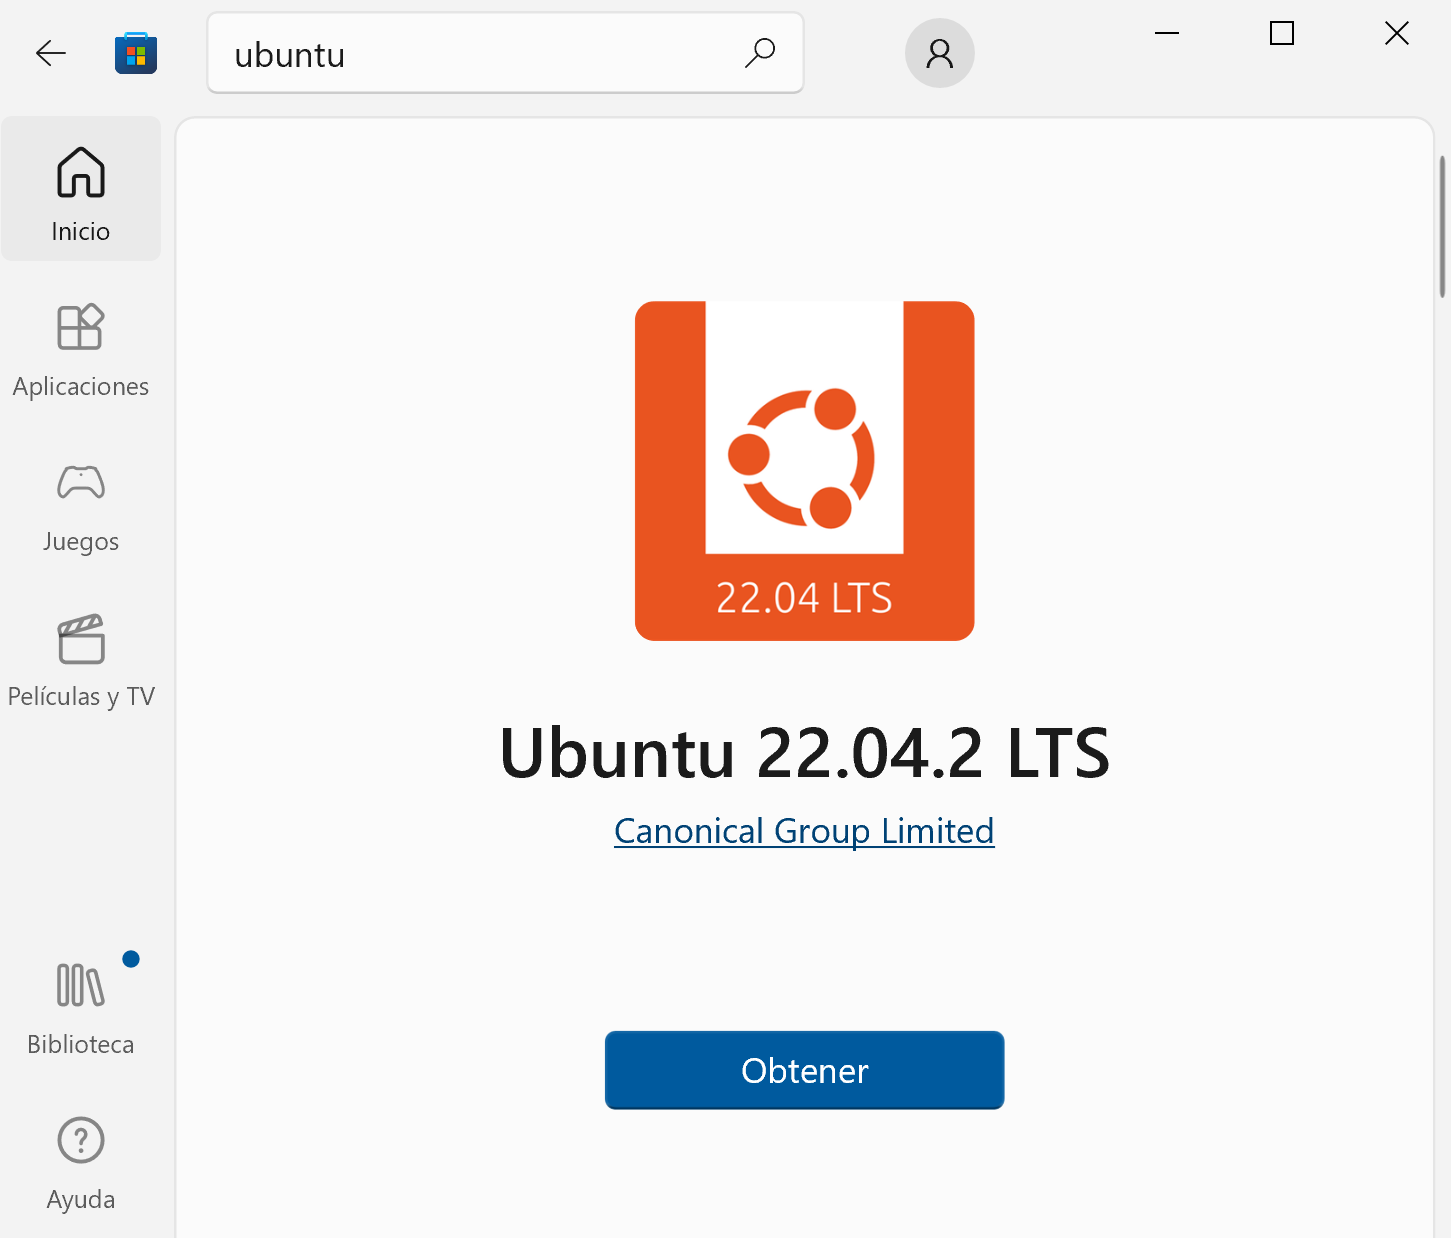 ubuntu
Inicio
Aplicaciones
Juegos
Películas y TV
22.04 LTS
Ubuntu 22.04.2 LTS
Canonical Group Limited
Obtener
Biblioteca
Ayuda